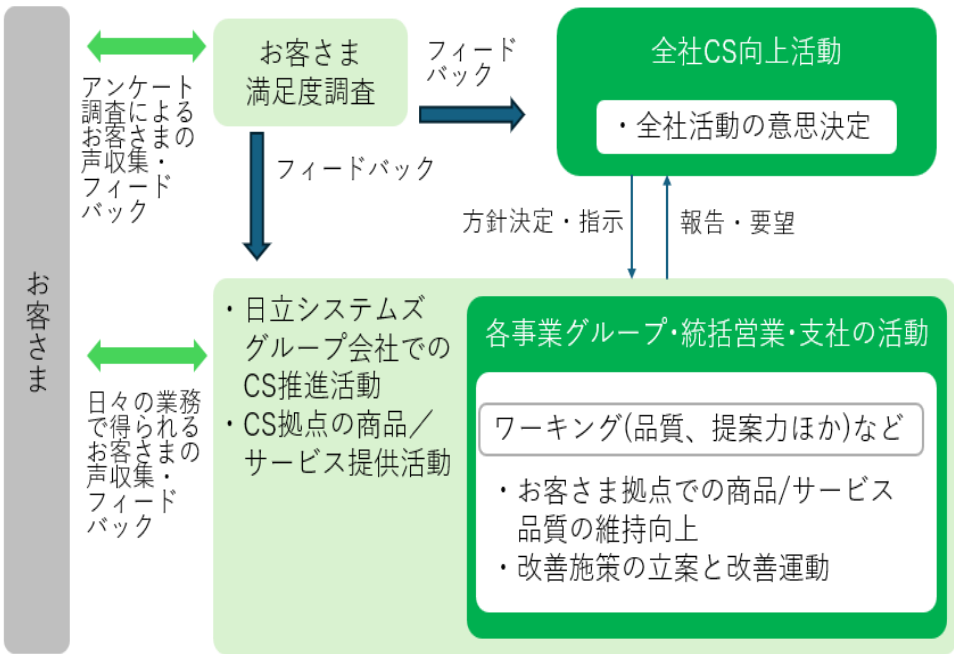 お客さま
アンケート
調査による
お客さまの
声収集・
フィード
バック
お客さま
満足度調査
フィード
バック
全社CS向上活動
・全社活動の意思決定
フィードバック
方針決定・指示
報告・要望
日々の業務
で得られる
お客さまの
声収集・
フィード
バック
・日立システムズ
グループ会社での
CS推進活動
・CS拠点の商品／
サービス提供活動
各事業グループ・統括営業・支社の活動
ワーキング(品質、提案力ほか)など
・お客さま拠点での商品/サービス
品質の維持向上
・改善施策の立案と改善運動